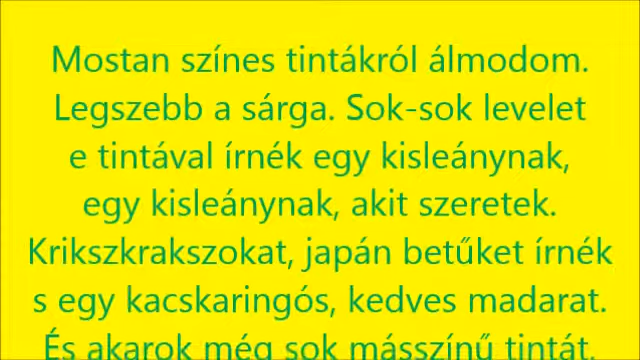 Mostan színes tintákról álmodom.
Legszebb a sárga. Sok-sok levelet
e tintával írnék egy kisleánynak,
egy kisleánynak, akit szeretek.
Krikszkrakszokat, japán betűket írnék
s egy kacskaringós, kedves madarat.
És akarok még sok másszínű tintát,